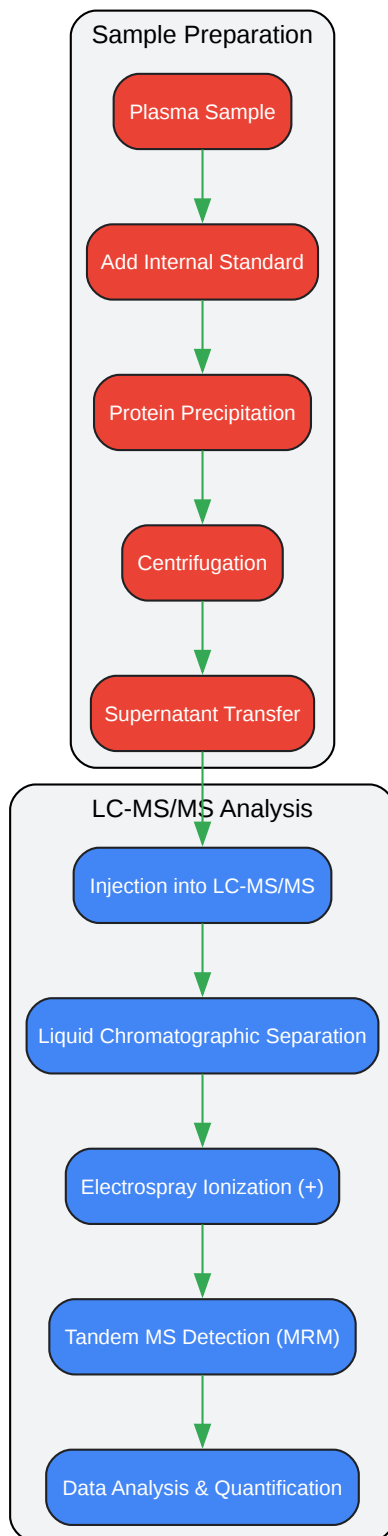 Sample Preparation
Plasma Sample
Add Internal Standard
Protein Precipitation
Centrifugation
Supernatant Transfer
LC-MS/MS Analysis
Injection into LC-MS/MS
Liquid Chromatographic Separation
Electrospray Ionization (+)
Tandem MS Detection (MRM)
Data Analysis & Quantification